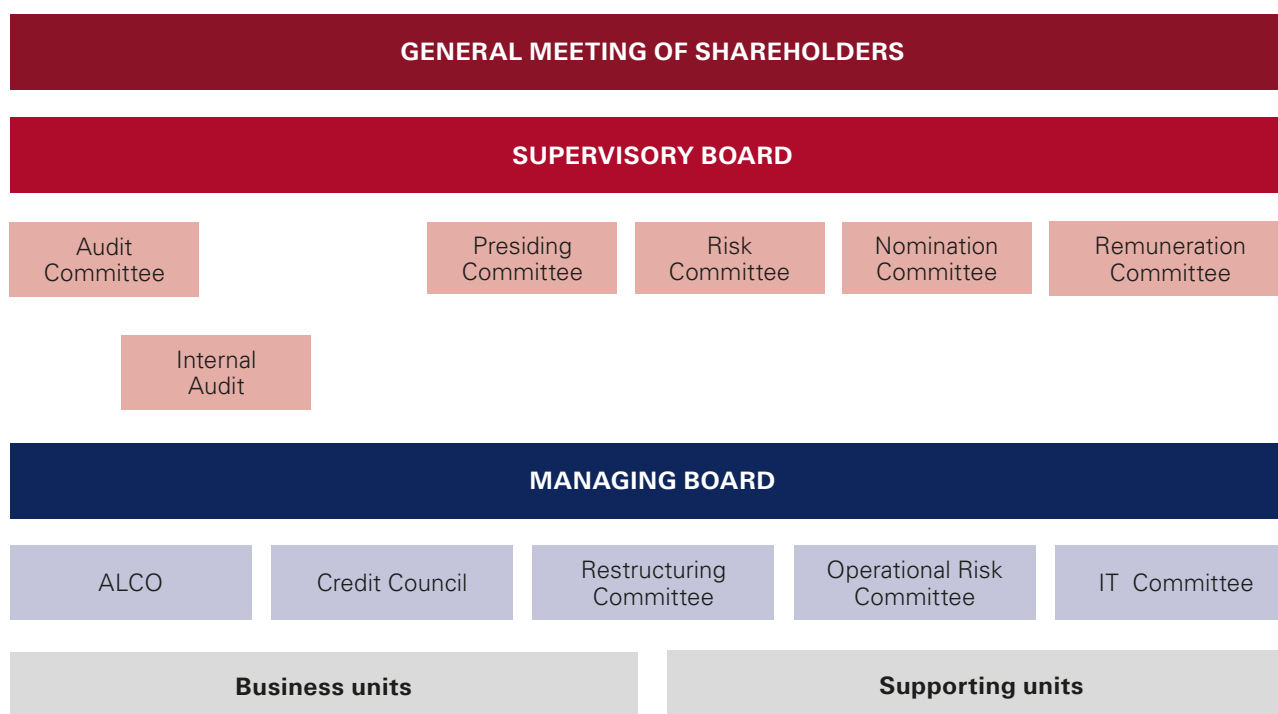 GENERAL MEETING OF SHAREHOLDERS
SUPERVISORY BOARD
Audit
Committee
Presiding
Committee
Risk
Committee
Nomination
Committee
Remuneration
Committee
Internal
Audit
MANAGING BOARD
ALCO
Credit Council
Restructuring
Committee
Operational Risk
Committee
IT Committee
Business units
Supporting units